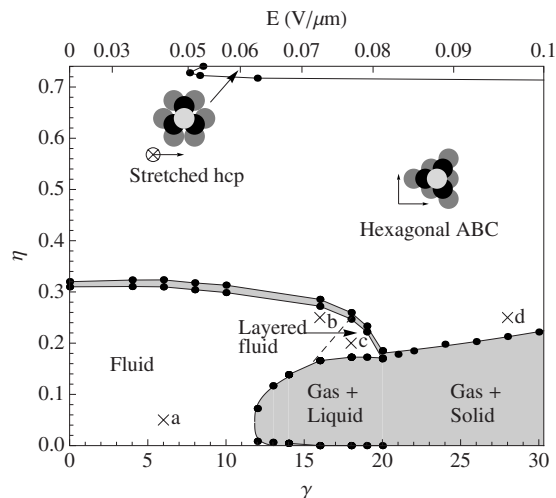 E (V/μm)
0 0.03 0.05 0.06 0.07 0.08 0.09 0.1
0.7
0.6
Stretched hcp
0.5
Hexagonal ABC
0.4
η
0.3
b
d
Layered
fluid
c
0.2
Fluid
Gas +
Liquid
Gas +
Solid
0.1
a
0.0
0 5 10 15 20 25 30
γ